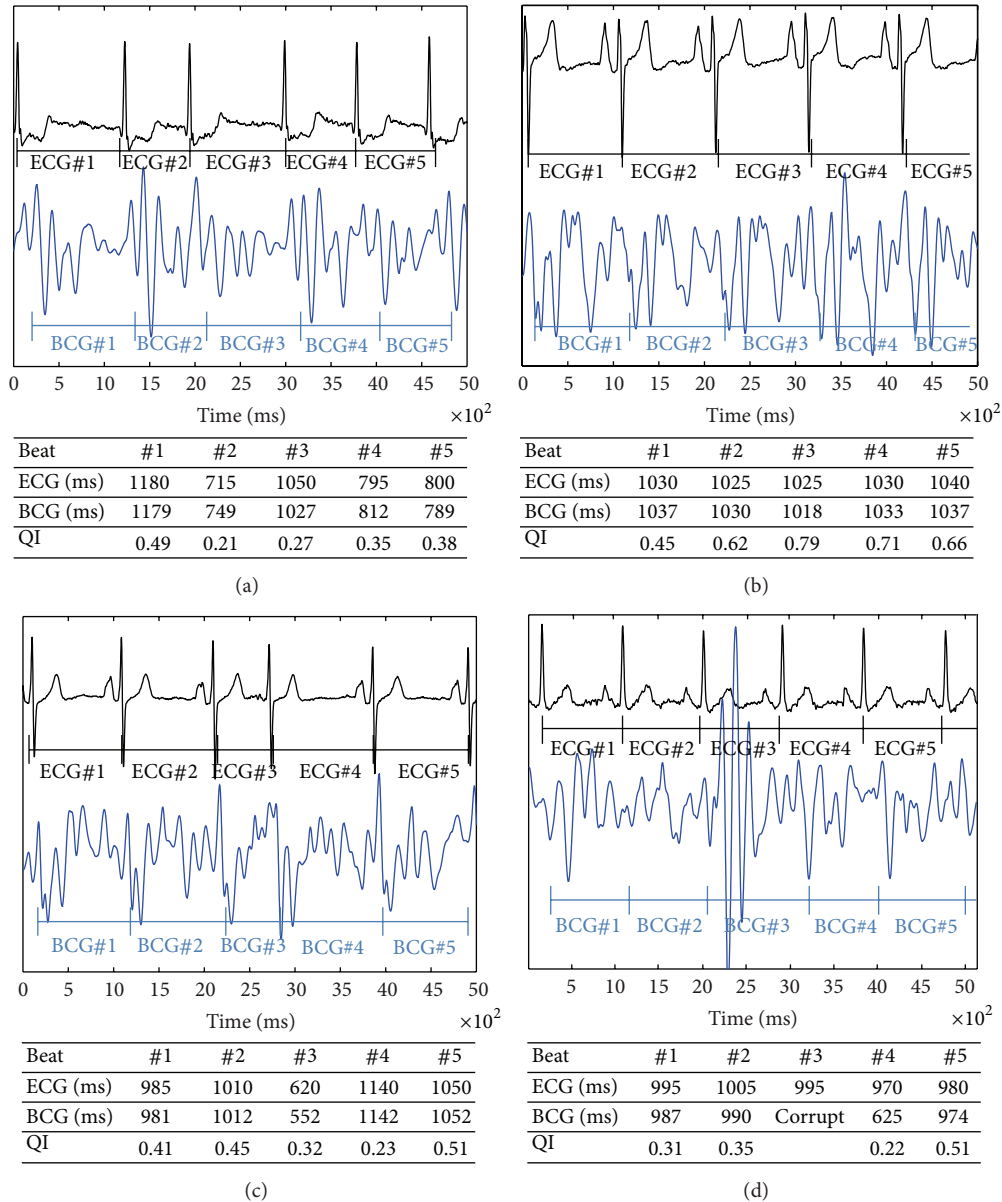 ECG#1 ECG#2 ECG#3 ECG#4 ECG#5
BCG#1 BCG#2 BCG#3 BCG#4 BCG#5
0 5 10 15 20 25 30 35 40 45 50
Time (ms) ×10²
Beat #1 #2 #3 #4 #5
ECG (ms) 1180 715 1050 795 800
BCG (ms) 1179 749 1027 812 789
QI 0.49 0.21 0.27 0.35 0.38
(a)
ECG#1 ECG#2 ECG#3 ECG#4 ECG#5
BCG#1 BCG#2 BCG#3 BCG#4 BCG#5
0 5 10 15 20 25 30 35 40 45 50
Time (ms) ×10²
Beat #1 #2 #3 #4 #5
ECG (ms) 1030 1025 1025 1030 1040
BCG (ms) 1037 1030 1018 1033 1037
QI 0.45 0.62 0.79 0.71 0.66
(b)
ECG#1 ECG#2 ECG#3 ECG#4 ECG#5
BCG#1 BCG#2 BCG#3 BCG#4 BCG#5
0 5 10 15 20 25 30 35 40 45 50
Time (ms) ×10²
Beat #1 #2 #3 #4 #5
ECG (ms) 985 1010 620 1140 1050
BCG (ms) 981 1012 552 1142 1052
QI 0.41 0.45 0.32 0.23 0.51
(c)
ECG#1 ECG#2 ECG#3 ECG#4 ECG#5
BCG#1 BCG#2 BCG#3 BCG#4 BCG#5
5 10 15 20 25 30 35 40 45 50
Time (ms) ×10²
Beat #1 #2 #3 #4 #5
ECG (ms) 995 1005 995 970 980
BCG (ms) 987 990 Corrupt 625 974
QI 0.31 0.35 0.22 0.51
(d)